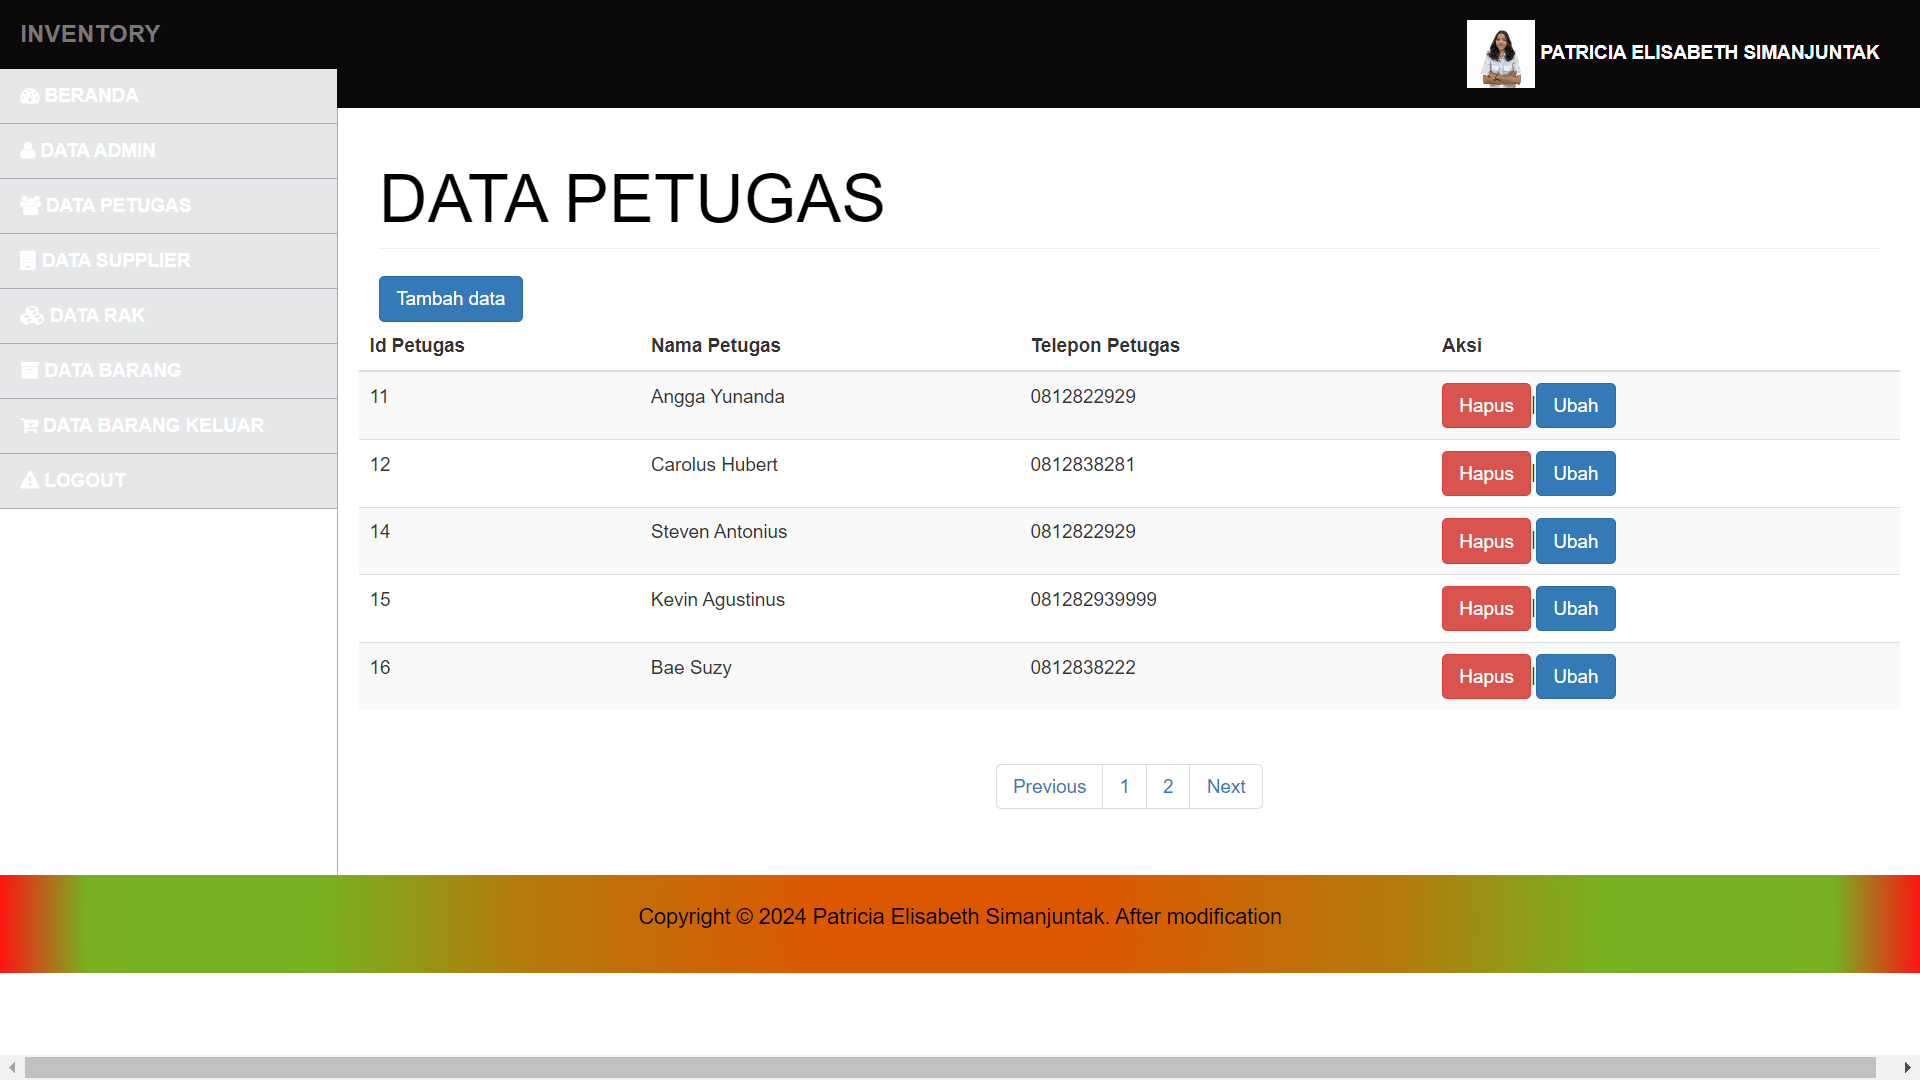 INVENTORY
PATRICIA ELISABETH SIMANJUNTAK
BERANDA
DATA ADMIN
DATA PETUGAS
DATA SUPPLIER
DATA RAK
DATA BARANG
DATA BARANG KELUAR
LOGOUT
DATA PETUGAS
Tambah data
Id Petugas Nama Petugas Telepon Petugas Aksi
11 Angga Yunanda 0812822929 Hapus | Ubah
12 Carolus Hubert 0812838281 Hapus | Ubah
14 Steven Antonius 0812822929 Hapus | Ubah
15 Kevin Agustinus 081282939999 Hapus | Ubah
16 Bae Suzy 0812838222 Hapus | Ubah
Previous 1 2 Next
Copyright © 2024 Patricia Elisabeth Simanjuntak. After modification